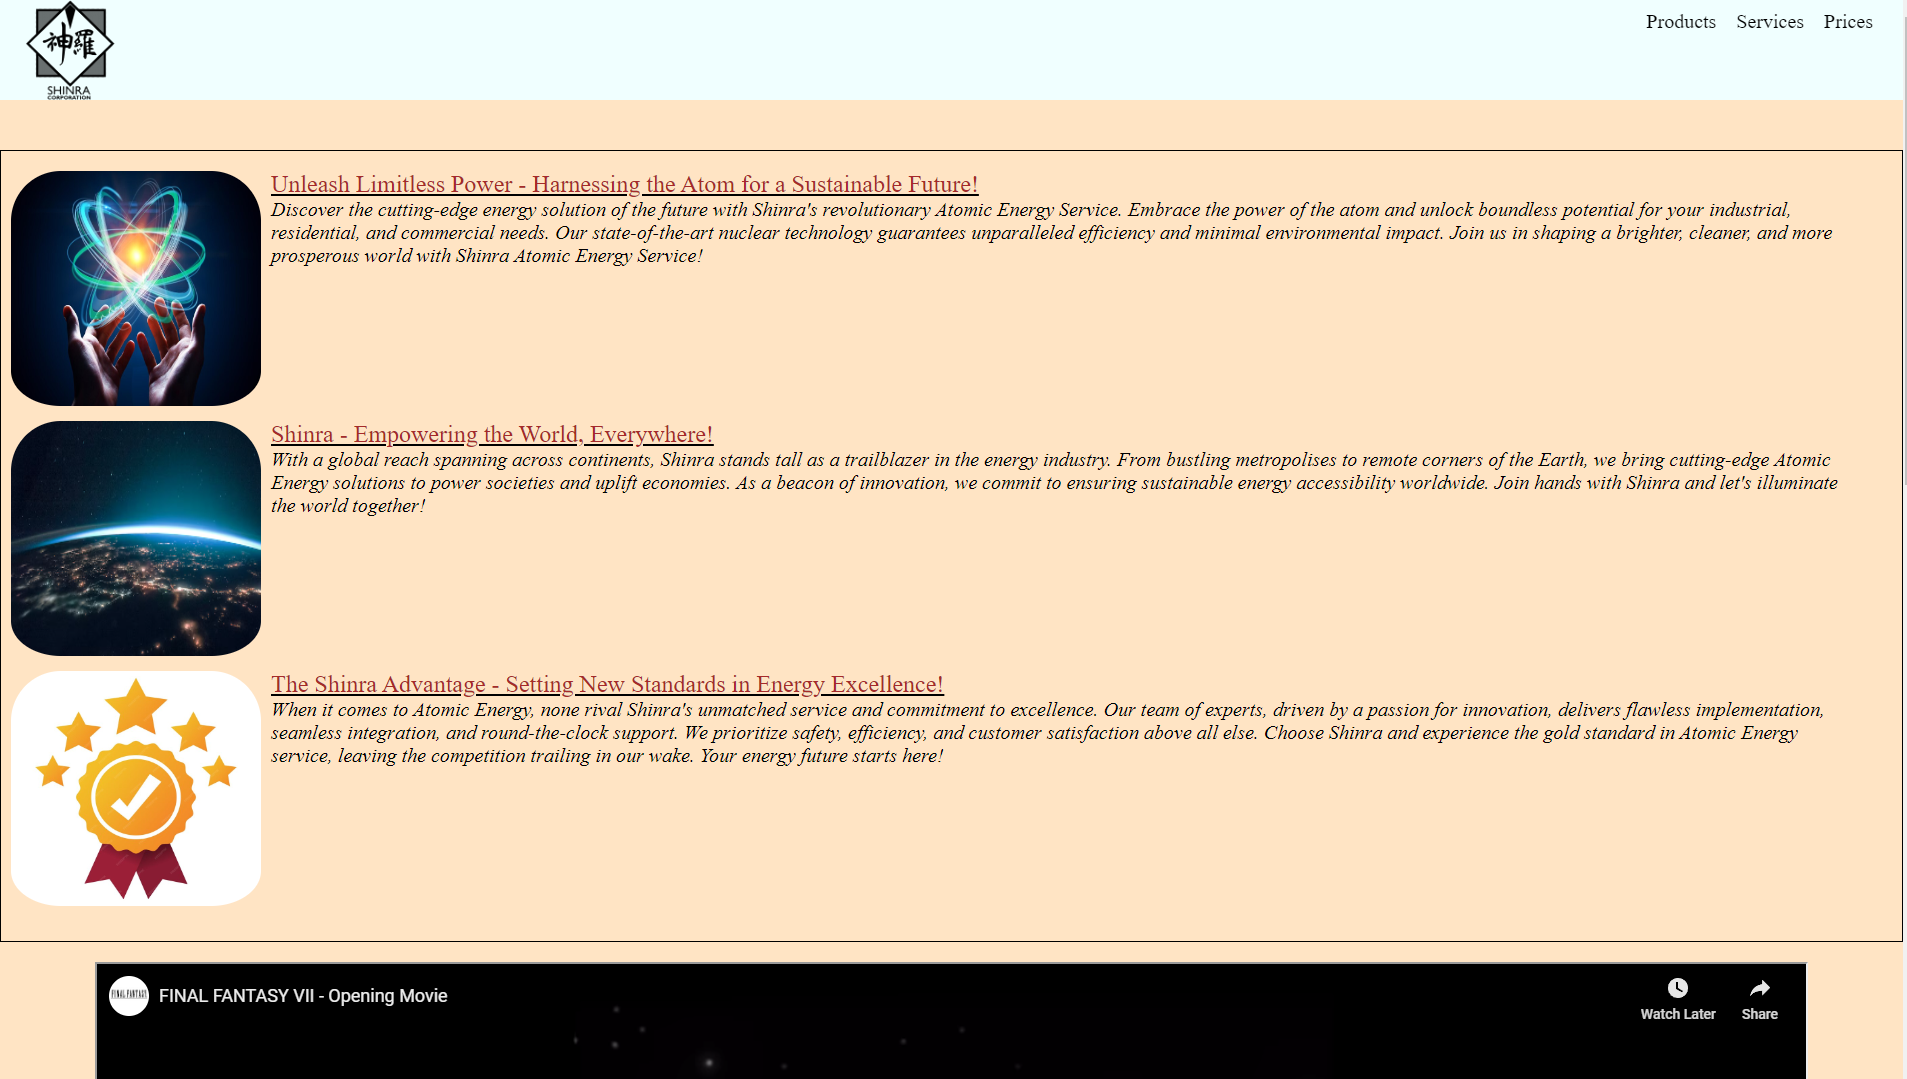 神羅
SHINRA
CORPORATION
Products Services Prices
Unleash Limitless Power - Harnessing the Atom for a Sustainable Future!
Discover the cutting-edge energy solution of the future with Shinra's revolutionary Atomic Energy Service. Embrace the power of the atom and unlock boundless potential for your industrial,
residential, and commercial needs. Our state-of-the-art nuclear technology guarantees unparalleled efficiency and minimal environmental impact. Join us in shaping a brighter, cleaner, and more
prosperous world with Shinra Atomic Energy Service!
Shinra - Empowering the World, Everywhere!
With a global reach spanning across continents, Shinra stands tall as a trailblazer in the energy industry. From bustling metropolises to remote corners of the Earth, we bring cutting-edge Atomic
Energy solutions to power societies and uplift economies. As a beacon of innovation, we commit to ensuring sustainable energy accessibility worldwide. Join hands with Shinra and let's illuminate
the world together!
The Shinra Advantage - Setting New Standards in Energy Excellence!
When it comes to Atomic Energy, none rival Shinra's unmatched service and commitment to excellence. Our team of experts, driven by a passion for innovation, delivers flawless implementation,
seamless integration, and round-the-clock support. We prioritize safety, efficiency, and customer satisfaction above all else. Choose Shinra and experience the gold standard in Atomic Energy
service, leaving the competition trailing in our wake. Your energy future starts here!
FINAL FANTASY
FINAL FANTASY VII - Opening Movie
Watch Later
Share